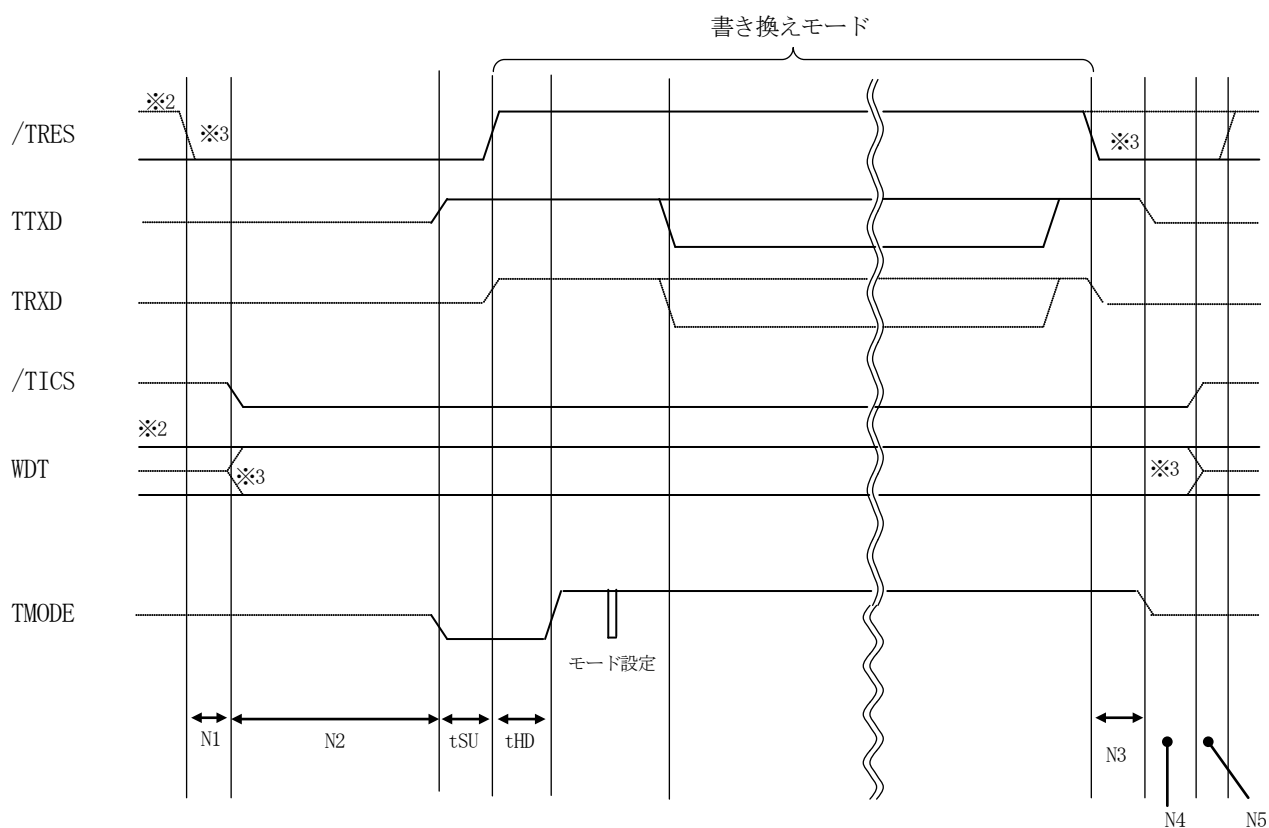 書き換えモード
※2
/TRES
※3
※3
TTXD
TRXD
/TICS
※2
WDT
※3
※3
TMODE
モード設定
N1
N2
tSU
tHD
N3
N4
N5